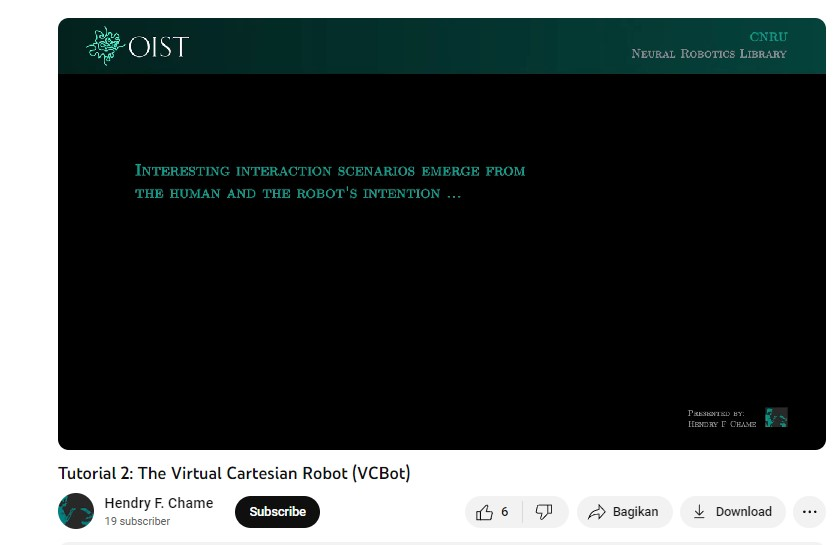 OIST
CNRU
Neural Robotics Library
Interesting interaction scenarios emerge from
the human and the robot's intention ...
Presented by:
Hendry F Chame
Tutorial 2: The Virtual Cartesian Robot (VCBot)
Hendry F. Chame
19 subscriber
Subscribe
6
Bagikan
Download